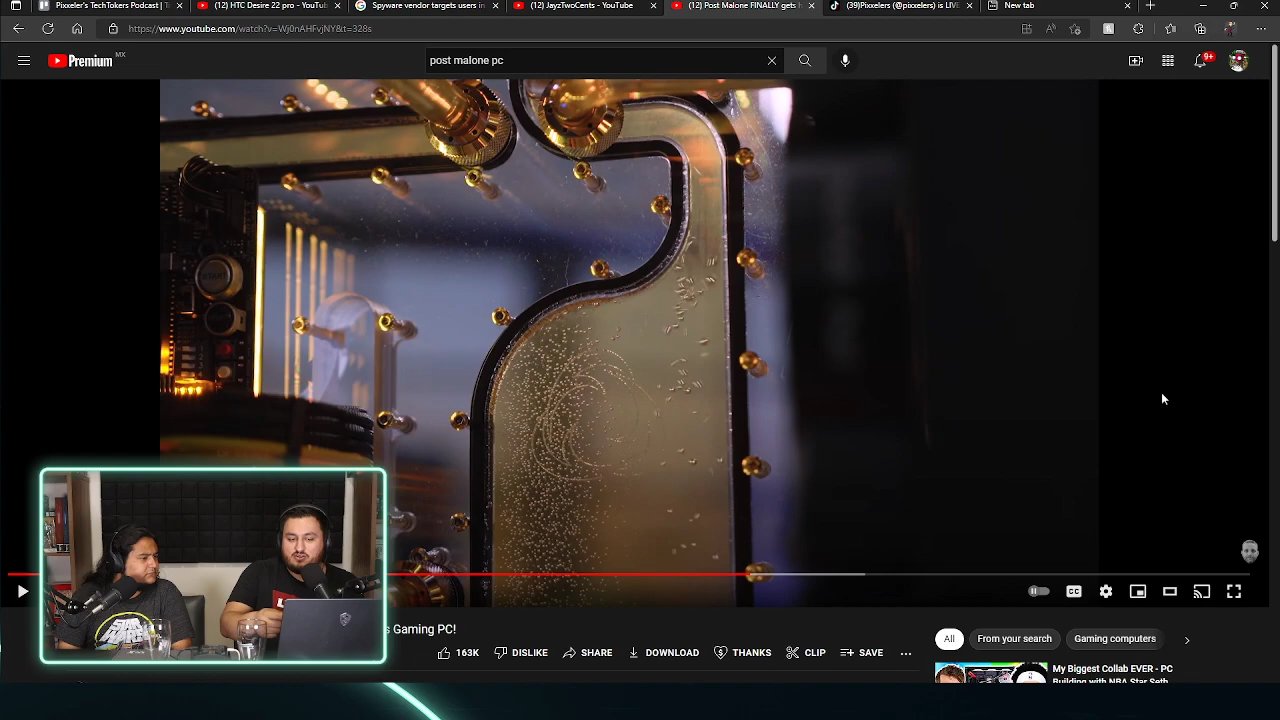 Pixxeler's TechTokers Podcast | T
(12) HTC Desire 22 pro - YouTub
Spyware vendor targets users in
(12) JayzTwoCents - YouTube
(12) Post Malone FINALLY gets h
(39)Pixxelers (@pixxelers) is LIVE
New tab
https://www.youtube.com/watch?v=Wj0nAHFvjNY&t=328s
Premium MX
post malone pc
9+
START
CC
s Gaming PC!
163K
DISLIKE
SHARE
DOWNLOAD
THANKS
CLIP
SAVE
All
From your search
Gaming computers
My Biggest Collab EVER - PC
Building with NBA Star Seth